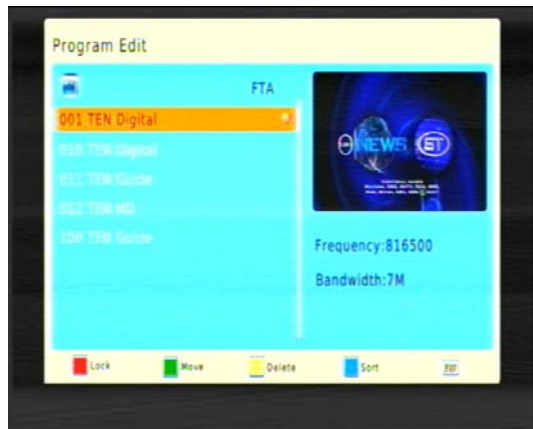 Program Edit
FTA
001 TEN Digital
010 TEN Digital
011 TEN Guide
012 TEN HD
100 TEN Guide
NEWS
Frequency:816500
Bandwidth:7M
Lock
Move
Delete
Sort